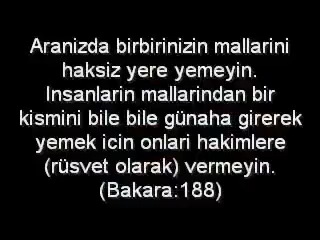 Aranizda birbirinizin mallarini
haksiz yere yemeyin.
Insanlarin mallarindan bir
kismini bile bile günaha girerek
yemek icin onlari hakimlere
(rüsvet olarak) vermeyin.
(Bakara:188)